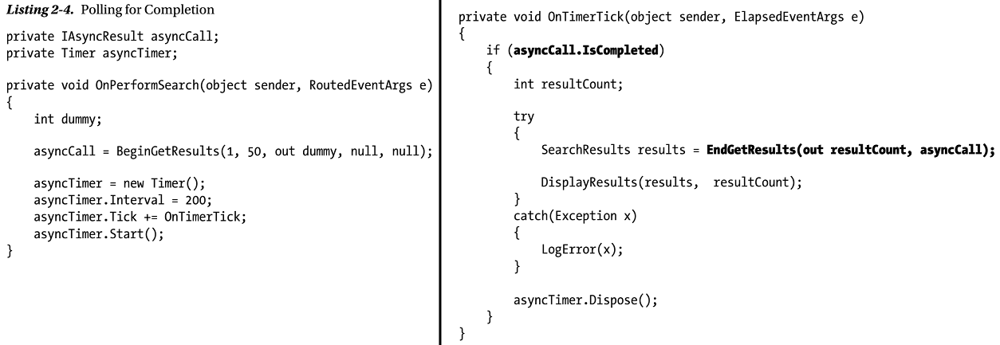 Listing 2-4. Polling for Completion
private IAsyncResult asyncCall;
private Timer asyncTimer;
private void OnPerformSearch(object sender, RoutedEventArgs e)
{
    int dummy;
    asyncCall = BeginGetResults(1, 50, out dummy, null, null);
    asyncTimer = new Timer();
    asyncTimer.Interval = 200;
    asyncTimer.Tick += OnTimerTick;
    asyncTimer.Start();
}
private void OnTimerTick(object sender, ElapsedEventArgs e)
{
    if (asyncCall.IsCompleted)
    {
        int resultCount;
        try
        {
            SearchResults results = EndGetResults(out resultCount, asyncCall);
            DisplayResults(results,  resultCount);
        }
        catch(Exception x)
        {
            LogError(x);
        }
        asyncTimer.Dispose();
    }
}